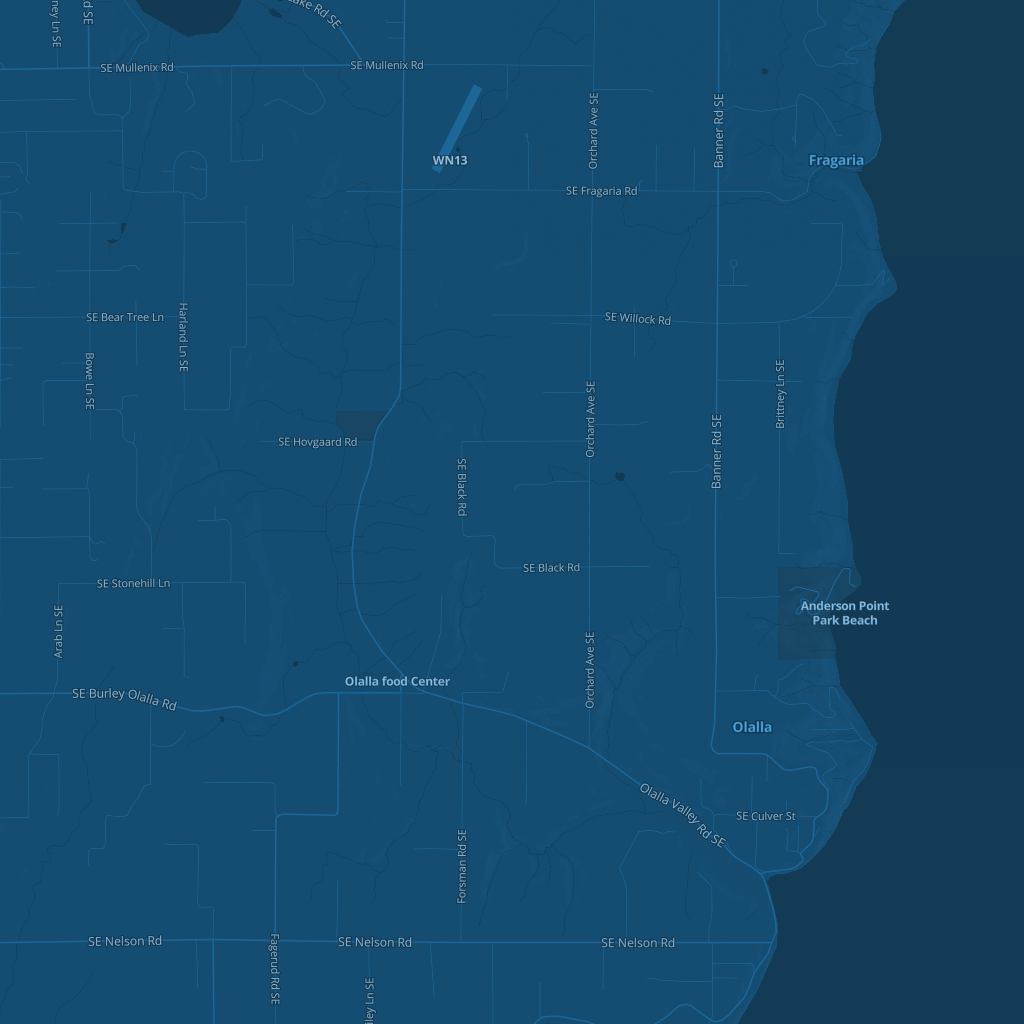 ney Ln SE
Rd SE
ake Rd SE
SE Mullenix Rd
SE Mullenix Rd
Orchard Ave SE
Banner Rd SE
WN13
Fragaria
SE Fragaria Rd
SE Bear Tree Ln
Harland Ln SE
SE Willock Rd
Bowe Ln SE
Orchard Ave SE
Brittney Ln SE
Banner Rd SE
SE Hovgaard Rd
SE Black Rd
SE Black Rd
SE Stonehill Ln
Arab Ln SE
Anderson Point
Park Beach
Orchard Ave SE
Olalla food Center
SE Burley Olalla Rd
Olalla
Olalla Valley Rd SE
SE Culver St
Forsman Rd SE
SE Nelson Rd
SE Nelson Rd
SE Nelson Rd
Fagerud Rd SE
iley Ln SE